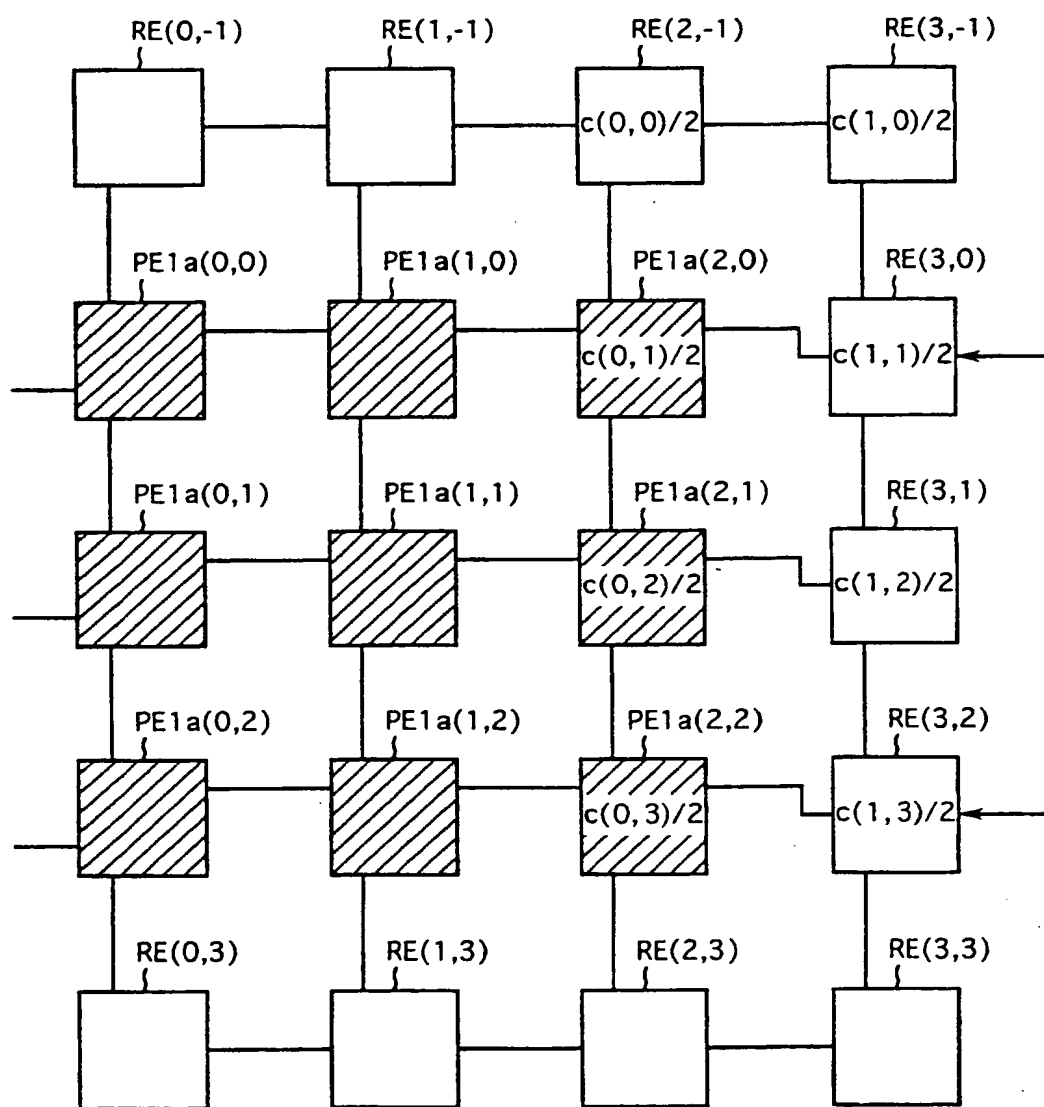 RE(0,-1) RE(1,-1) RE(2,-1) RE(3,-1)
c(0,0)/2 c(1,0)/2
PE1a(0,0) PE1a(1,0) PE1a(2,0) RE(3,0)
c(0,1)/2 c(1,1)/2
PE1a(0,1) PE1a(1,1) PE1a(2,1) RE(3,1)
c(0,2)/2 c(1,2)/2
PE1a(0,2) PE1a(1,2) PE1a(2,2) RE(3,2)
c(0,3)/2 c(1,3)/2
RE(0,3) RE(1,3) RE(2,3) RE(3,3)